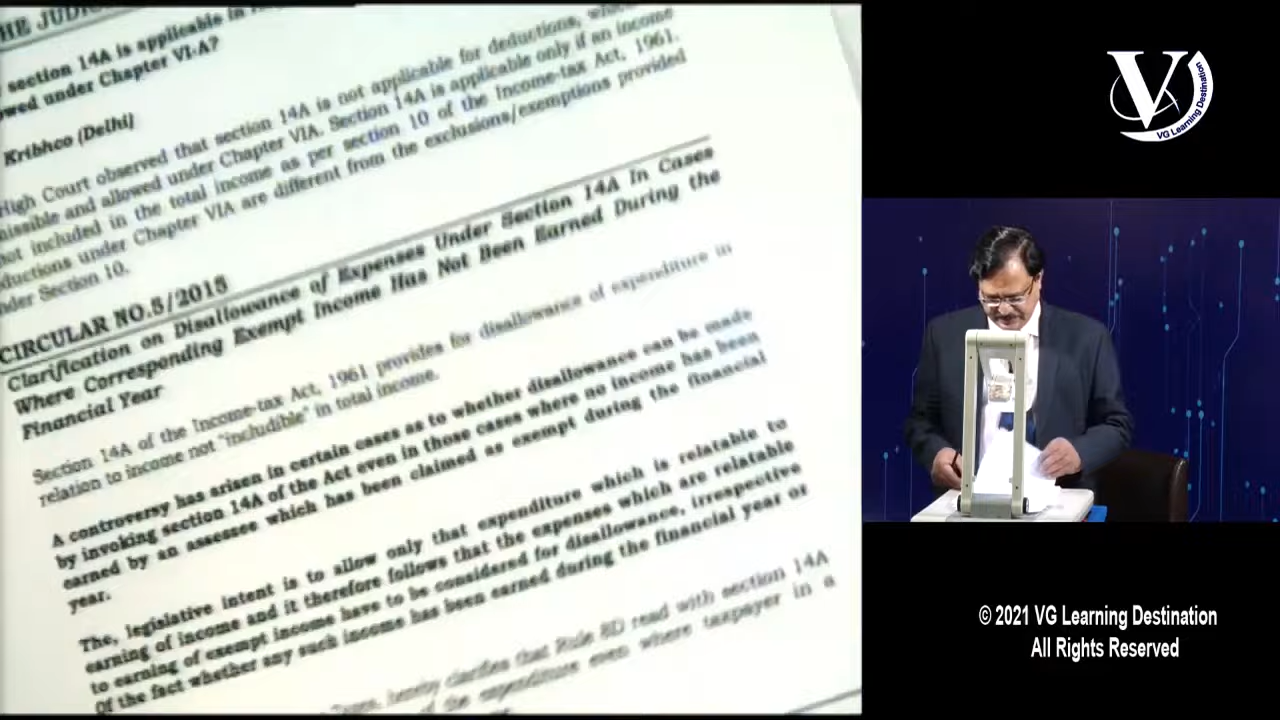 HE JUDIC
section 14A is applicable in
owed under Chapter VI-A?
Kribhco (Delhi)
High Court observed that section 14A is not applicable for deductions, which
missible and allowed under Chapter VIA. Section 14A is applicable only if an income
not included in the total income as per section 10 of the Income-tax Act, 1961.
ductions under Chapter VIA are different from the exclusions/exemptions provided
nder Section 10.
CIRCULAR NO.5/2015
Clarification on Disallowance of Expenses Under Section 14A In Cases
Where Corresponding Exempt Income Has Not Been Earned During the
Financial Year
Section 14A of the Income-tax Act, 1961 provides for disallowance of expenditure in
relation to income not "includible" in total income.
A controversy has arisen in certain cases as to whether disallowance can be made
by invoking section 14A of the Act even in those cases where no income has been
earned by an assessee which has been claimed as exempt during the financial
year.
The, legislative intent is to allow only that expenditure which is relatable to
earning of income and it therefore follows that the expenses which are relatable
to earning of exempt income have to be considered for disallowance, irrespective
of the fact whether any such income has been earned during the financial year or
hereby clarifies that Rule 8D read with section 14A
of the expenditure even where taxpayer in a
V
VG Learning Destination
© 2021 VG Learning Destination
All Rights Reserved